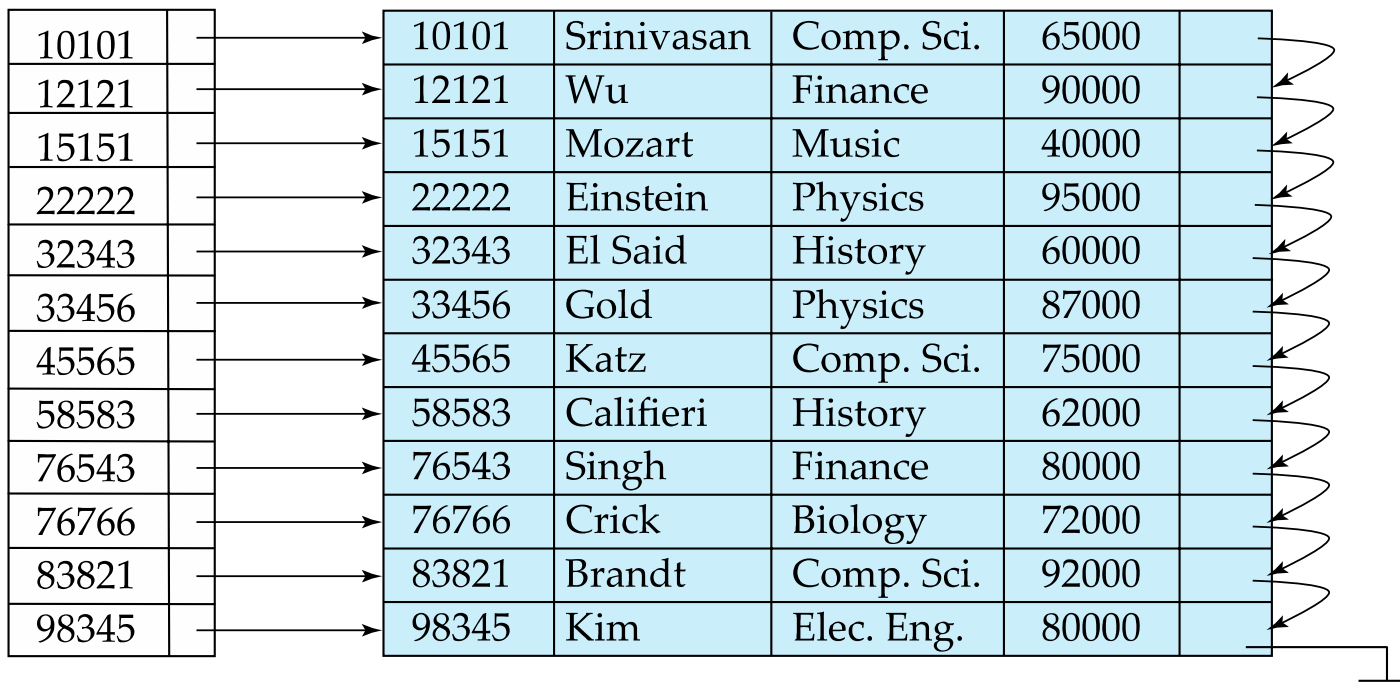 10101 10101 Srinivasan Comp. Sci. 65000
12121 12121 Wu Finance 90000
15151 15151 Mozart Music 40000
22222 22222 Einstein Physics 95000
32343 32343 El Said History 60000
33456 33456 Gold Physics 87000
45565 45565 Katz Comp. Sci. 75000
58583 58583 Califieri History 62000
76543 76543 Singh Finance 80000
76766 76766 Crick Biology 72000
83821 83821 Brandt Comp. Sci. 92000
98345 98345 Kim Elec. Eng. 80000